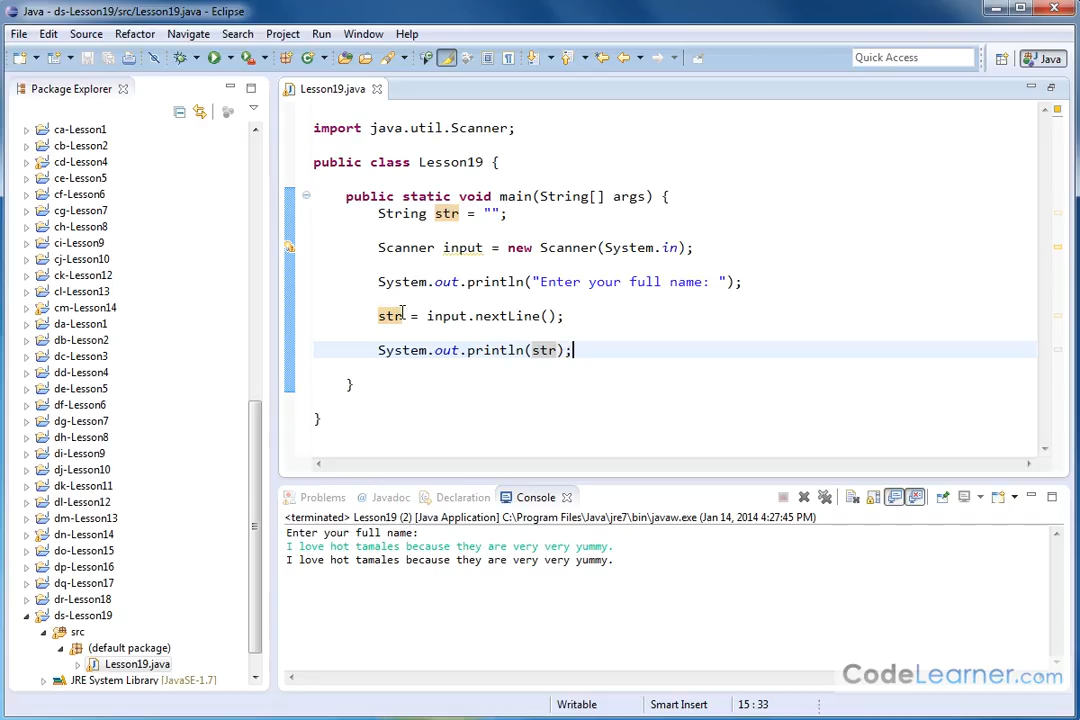 Java - ds-Lesson19/src/Lesson19.java - Eclipse
File Edit Source Refactor Navigate Search Project Run Window Help
Quick Access
Java
Package Explorer
Lesson19.java
ca-Lesson1
cb-Lesson2
cd-Lesson4
ce-Lesson5
cf-Lesson6
cg-Lesson7
ch-Lesson8
ci-Lesson9
cj-Lesson10
ck-Lesson12
cl-Lesson13
cm-Lesson14
da-Lesson1
db-Lesson2
dc-Lesson3
dd-Lesson4
de-Lesson5
df-Lesson6
dg-Lesson7
dh-Lesson8
di-Lesson9
dj-Lesson10
dk-Lesson11
dl-Lesson12
dm-Lesson13
dn-Lesson14
do-Lesson15
dp-Lesson16
dq-Lesson17
dr-Lesson18
ds-Lesson19
src
(default package)
Lesson19.java
JRE System Library [JavaSE-1.7]
import java.util.Scanner;
public class Lesson19 {
public static void main(String[] args) {
String str = "";
Scanner input = new Scanner(System.in);
System.out.println("Enter your full name: ");
str = input.nextLine();
System.out.println(str);
}
}
Problems @ Javadoc Declaration Console
<terminated> Lesson19 (2) [Java Application] C:\Program Files\Java\jre7\bin\javaw.exe (Jan 14, 2014 4:27:45 PM)
Enter your full name:
I love hot tamales because they are very very yummy.
I love hot tamales because they are very very yummy.
CodeLearner.com
Writable Smart Insert 15 : 33